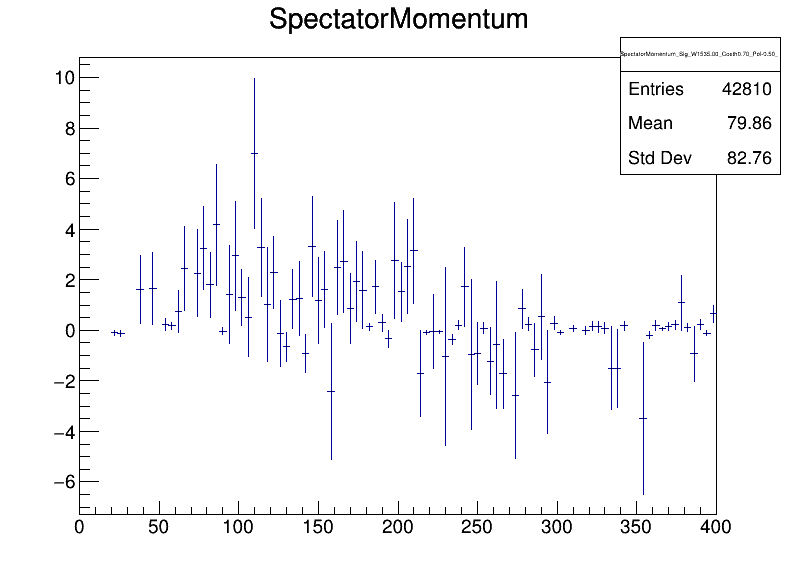 SpectatorMomentum
SpectatorMomentum_Sig_W1535.00_Costh0.70_Pol-0.50_
Entries 42810
Mean 79.86
Std Dev 82.76
10
8
6
4
2
0
−2
−4
−6
0 50 100 150 200 250 300 350 400